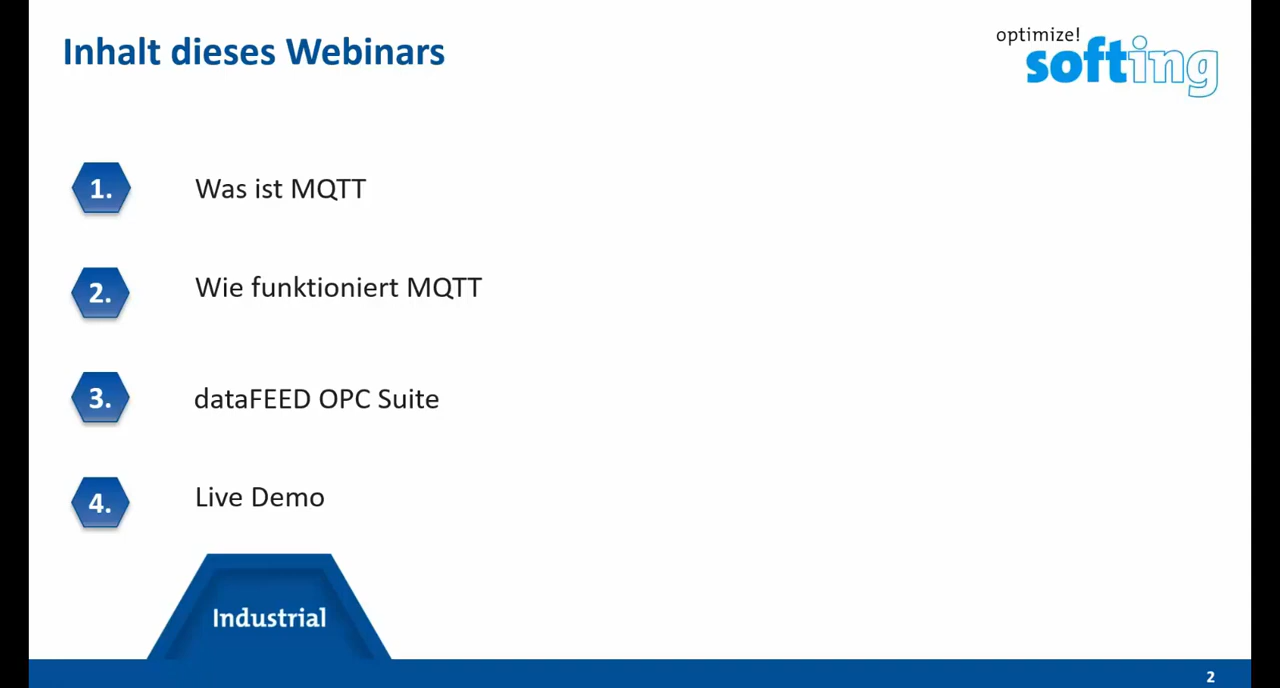 Inhalt dieses Webinars
optimize!
softing
1. Was ist MQTT
2. Wie funktioniert MQTT
3. dataFEED OPC Suite
4. Live Demo
Industrial
2